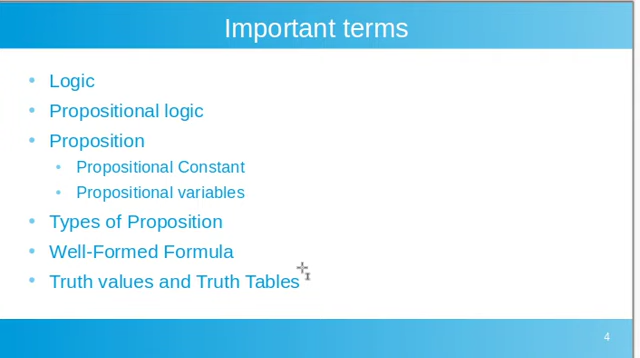 Important terms
• Logic
• Propositional logic
• Proposition
• Propositional Constant
• Propositional variables
• Types of Proposition
• Well-Formed Formula
• Truth values and Truth Tables
4